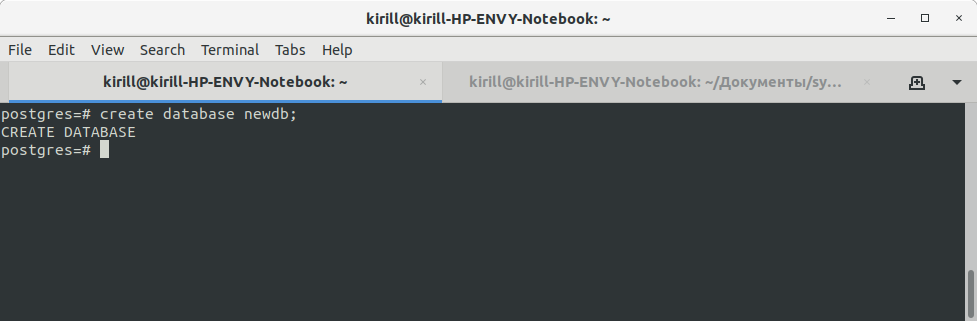 kirill@kirill-HP-ENVY-Notebook: ~
File Edit View Search Terminal Tabs Help
kirill@kirill-HP-ENVY-Notebook: ~ × kirill@kirill-HP-ENVY-Notebook: ~/Документы/sy... ×
postgres=# create database newdb;
CREATE DATABASE
postgres=#